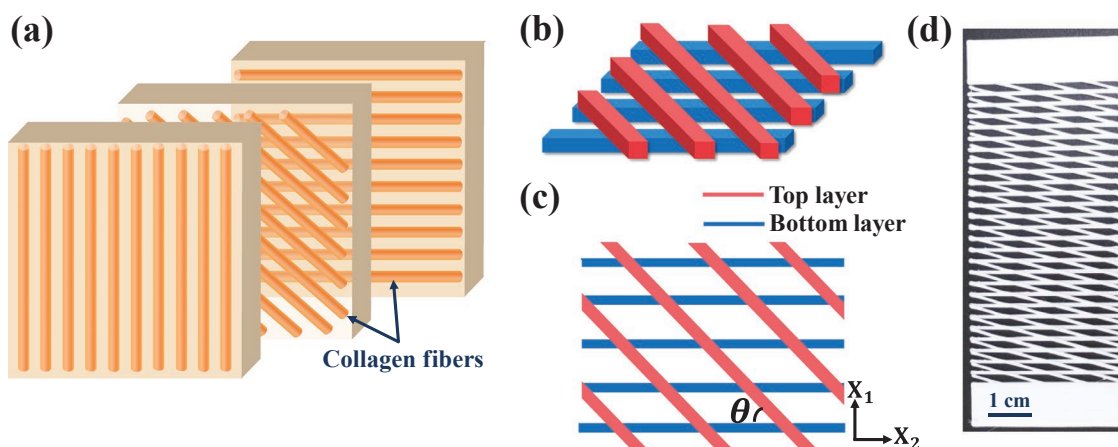 (a)
Collagen fibers
(b)
(c)
Top layer
Bottom layer
θ
X₁
X₂
(d)
1 cm